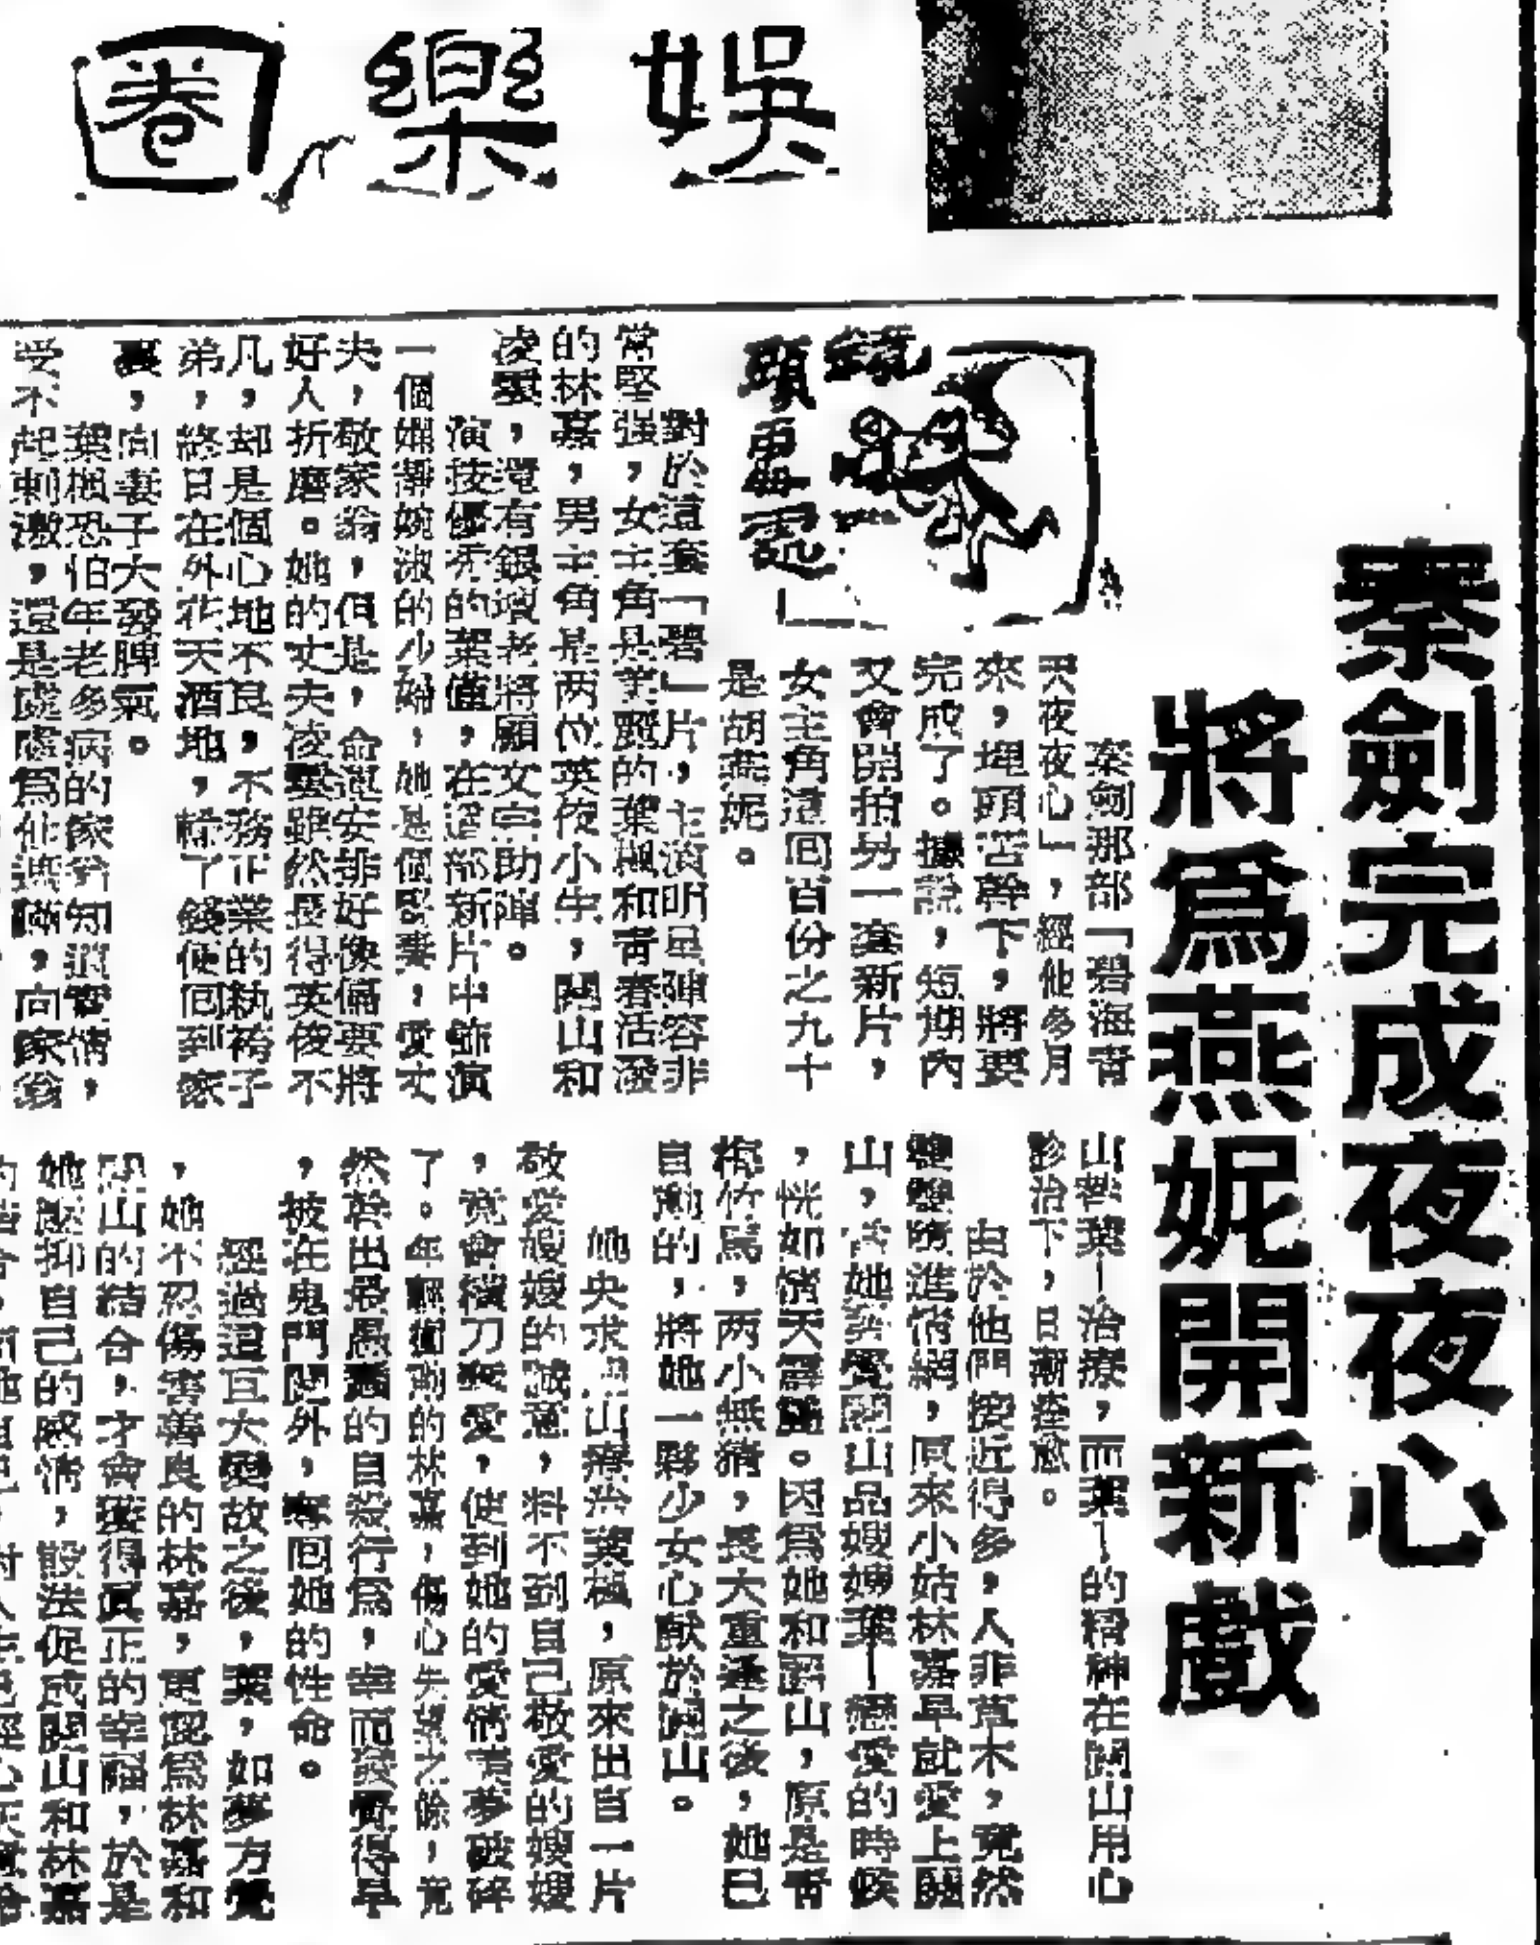 娛樂圈
秦劍完成夜夜心
將為燕妮開新戲
秦劍那部「碧海青
天夜夜心」，經他多月
來，埋頭苦幹下，將要
完成了。據說，短期內
又會開拍另一套新片，
女主角這回百份之九十
是胡燕妮。
對於這套「碧」片，主演明星陣容非
常堅强，女主角是美麗的葉楓和青春活潑
的林嘉，男主角是两位英俊小生，關山和
凌雲，還有銀壇老將顧文宗助陣。
演技優秀的葉楓，在這部新片中飾演
一個嫻靜婉淑的少婦，她是個賢妻，愛丈
夫，敬家翁，但是，命運安排好像偏要將
好人折磨。她的丈夫凌雲雖然長得英俊不
凡，却是個心地不良，不務正業的紈袴子
弟，終日在外花天酒地，輸了錢便回到家
裏，向妻子大發脾氣。
葉楓恐怕年老多病的家翁知道實情，
受不起刺激，還是處處為他遮瞞，向家翁
山替葉｜治療，而葉｜的精神在關山用心
診治下，日漸痊愈。
由於他們接近得多，人非草木，竟然
雙雙墮進情網，原來小姑林嘉早就愛上關
山，當她發覺關山品嫂嫂葉｜戀愛的時候
，恍如情天霹靂。因為她和關山，原是青
梅竹馬，两小無猜，長大重逢之後，她已
自動的，將她一夥少女心獻於關山。
她央求關山療治葉楓，原來出自一片
敬愛嫂嫂的誠意，料不到自己敬愛的嫂嫂
，竟會橫刀奪愛，使到她的愛情美夢破碎
了。年輕衝動的林嘉，傷心失望之餘，竟
然幹出最愚蠢的自殺行為，幸而發覺得早
，被在鬼門關外，奪回她的性命。
經過這巨大變故之後，葉，如夢方覺
，她不忍傷害善良的林嘉，更認為林嘉和
關山的結合，才會獲得真正的幸福，於是
她壓抑自己的感情，設法促成關山和林嘉